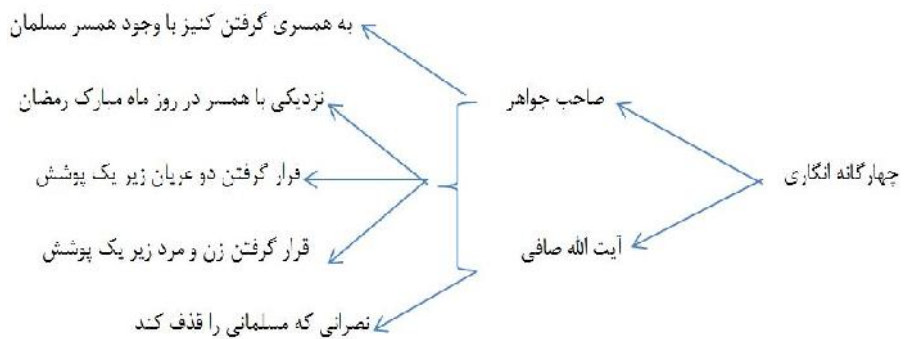 چهارگانه انگاری
صاحب جواهر
آیت الله صافی
به همسری گرفتن کنیز با وجود همسر مسلمان
نزدیکی با همسر در روز ماه مبارک رمضان
قرار گرفتن دو عریان زیر یک پوشش
قرار گرفتن زن و مرد زیر یک پوشش
نصرانی که مسلمانی را قذف کند